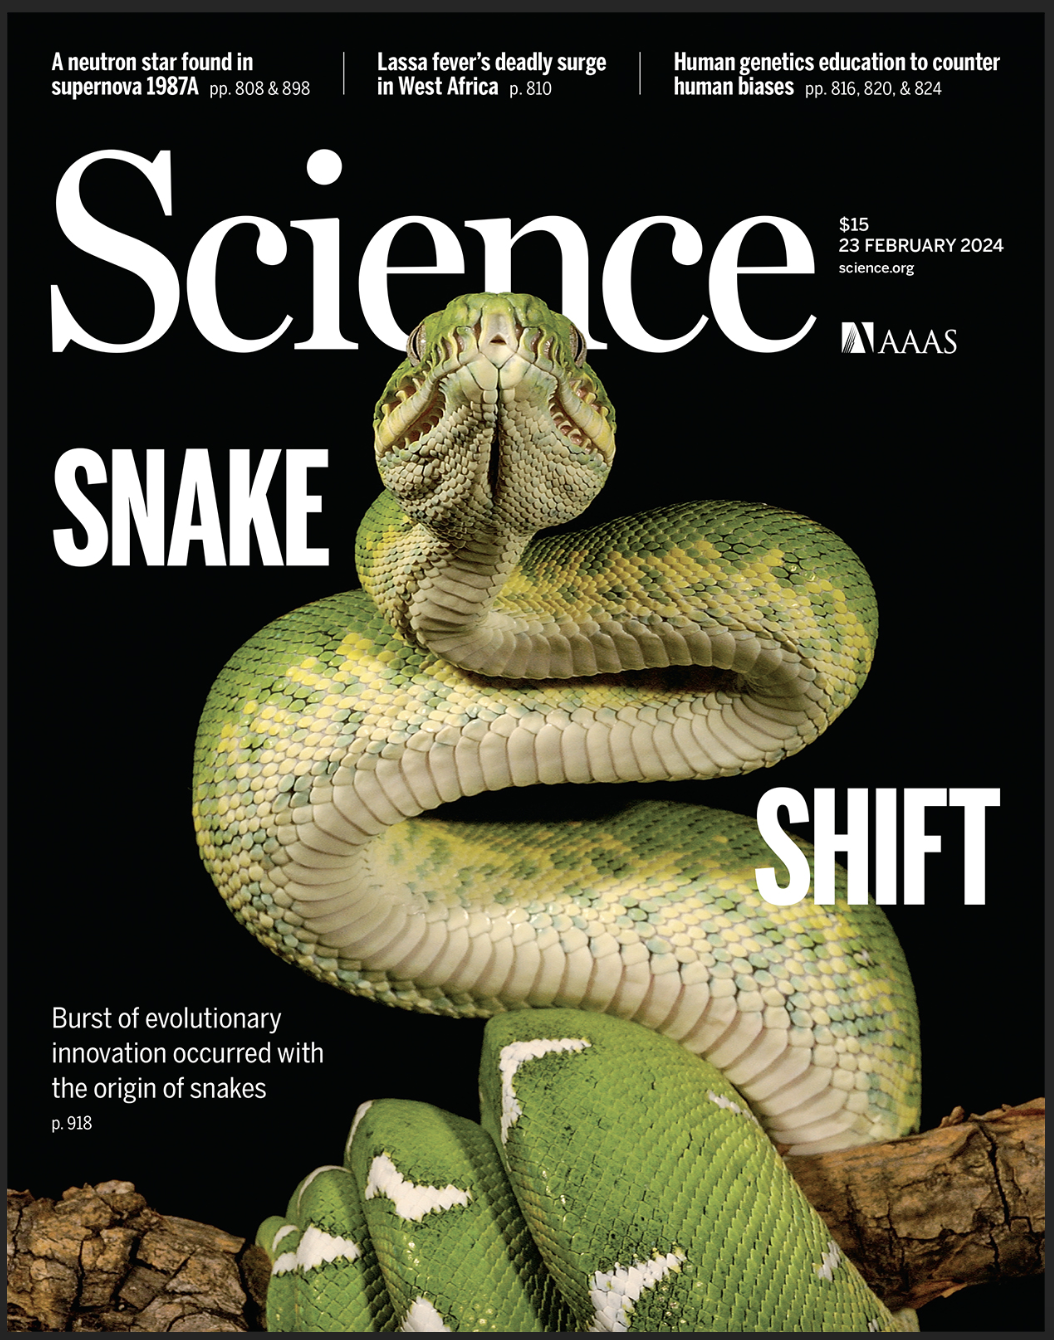 A neutron star found in
supernova 1987A pp. 808 & 898
Lassa fever's deadly surge
in West Africa p. 810
Human genetics education to counter
human biases pp. 816, 820, & 824
Science
$15
23 FEBRUARY 2024
science.org
AAAS
SNAKE
SHIFT
Burst of evolutionary
innovation occurred with
the origin of snakes
p. 918